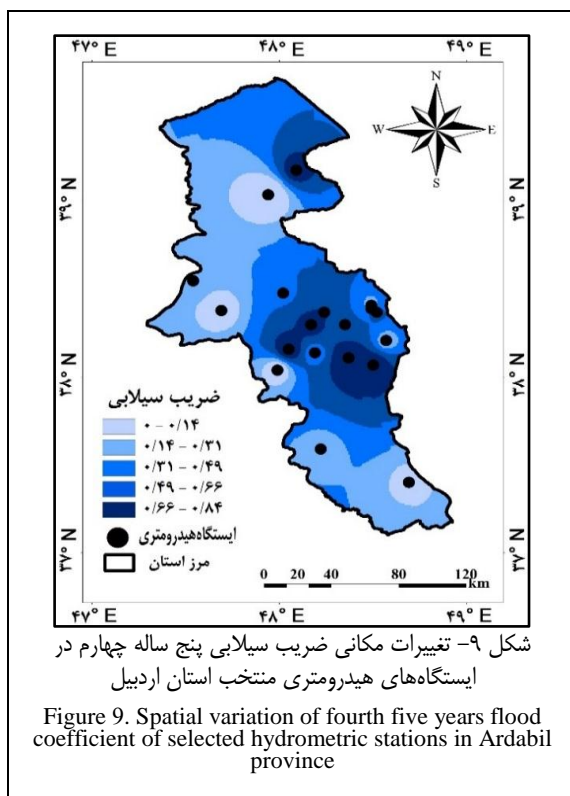 ۴۷° E ۴۸° E ۴۹° E
N
W E
S
۳۹° N ۳۹° N
۳۸° N ۳۸° N
ضریب سیلابی
۰ - ۰/۱۴
۰/۱۴ - ۰/۳۱
۰/۳۱ - ۰/۴۹
۰/۴۹ - ۰/۶۶
۰/۶۶ - ۰/۸۴
ایستگاه‌هیدرومتری
مرز استان
۳۷° N ۳۷° N
0 20 40 80 120
km
۴۷° E ۴۸° E ۴۹° E
شکل ۹- تغییرات مکانی ضریب سیلابی پنج ساله چهارم در
ایستگاه‌های هیدرومتری منتخب استان اردبیل
Figure 9. Spatial variation of fourth five years flood
coefficient of selected hydrometric stations in Ardabil
province